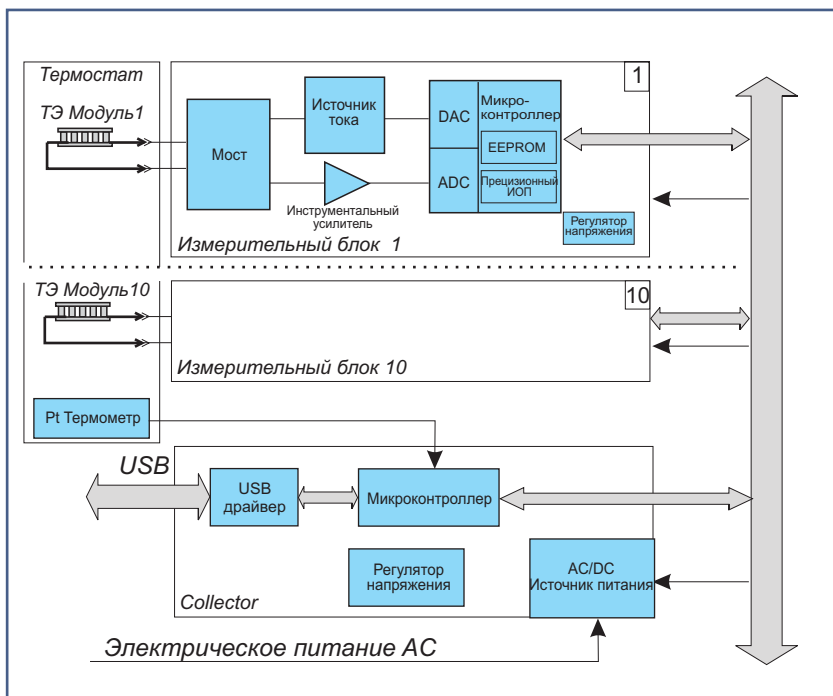 Термостат
ТЭ Модуль1
1
Мост
Источник
тока
DAC
ADC
Микро-
контроллер
EEPROM
Прецизионный
ИОП
Инструментальный
усилитель
Регулятор
напряжения
Измерительный блок 1
ТЭ Модуль10
10
Измерительный блок 10
Pt Термометр
USB
USB
драйвер
Микроконтроллер
Регулятор
напряжения
AC/DC
Источник питания
Collector
Электрическое питание AC